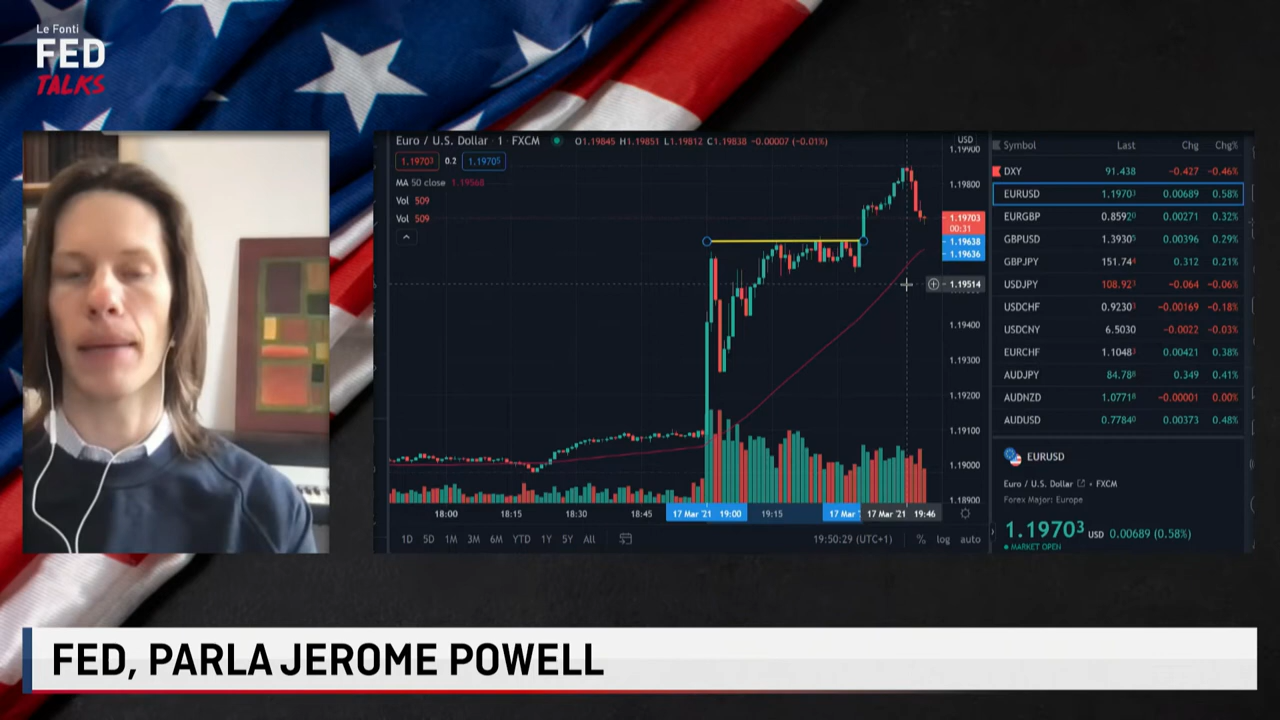 Le Fonti
FED
TALKS
Euro / U.S. Dollar · 1 · FXCM O1.19845 H1.19851 L1.19812 C1.19838 −0.00007 (−0.01%)
1.19703 0.2 1.19705
MA 50 close 1.19568
Vol 509
Vol 509
USD
1.19900
1.19800
1.19703
00:31
1.19638
1.19636
1.19514
1.19400
1.19300
1.19200
1.19100
1.19000
1.18900
18:00 18:15 18:30 18:45 17 Mar '21 19:00 19:15 17 Mar ' 17 Mar '21 19:46
1D 5D 1M 3M 6M YTD 1Y 5Y All 19:50:29 (UTC+1) % log auto
Symbol Last Chg Chg%
DXY 91.438 −0.427 −0.46%
EURUSD 1.19703 0.00689 0.58%
EURGBP 0.85920 0.00271 0.32%
GBPUSD 1.39305 0.00396 0.29%
GBPJPY 151.744 0.312 0.21%
USDJPY 108.923 −0.064 −0.06%
USDCHF 0.92303 −0.00169 −0.18%
USDCNY 6.5030 −0.0022 −0.03%
EURCHF 1.10483 0.00421 0.38%
AUDJPY 84.786 0.349 0.41%
AUDNZD 1.07718 −0.00001 0.00%
AUDUSD 0.77840 0.00373 0.48%
EURUSD
Euro / U.S. Dollar · FXCM
Forex Major: Europe
1.19703 USD 0.00689 (0.58%)
MARKET OPEN
FED, PARLA JEROME POWELL